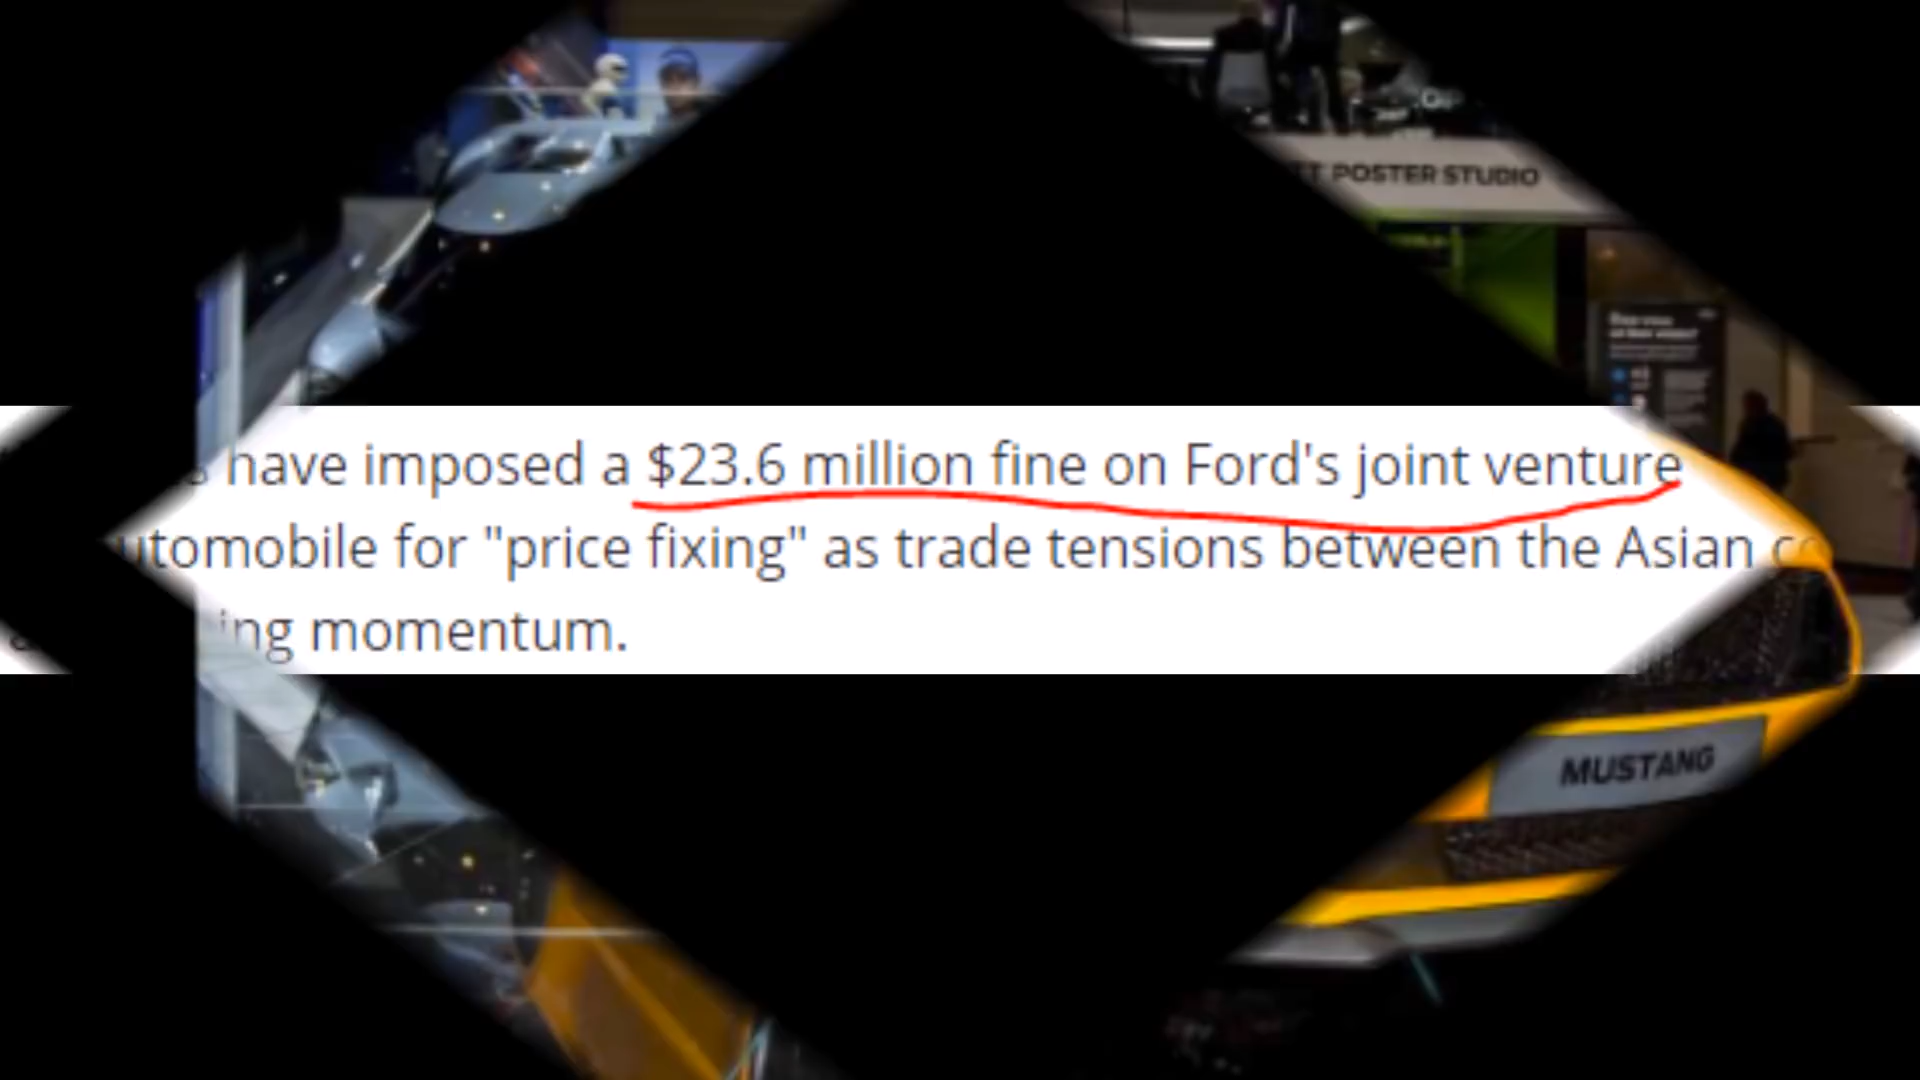 T POSTER STUDIO
have imposed a $23.6 million fine on Ford's joint venture
utomobile for "price fixing" as trade tensions between the Asian
ing momentum.
MUSTANG